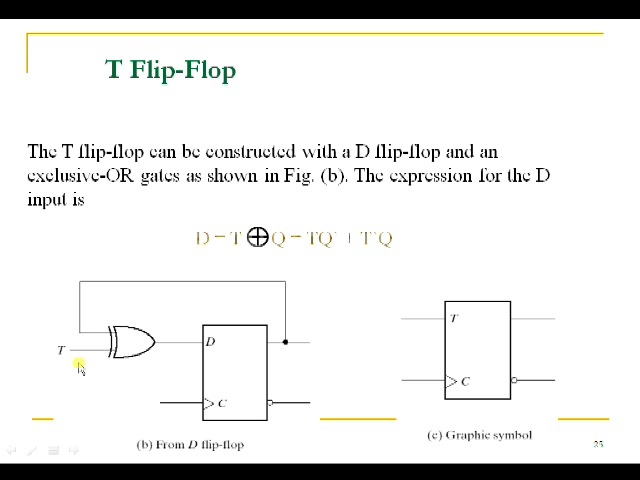 T Flip-Flop
The T flip-flop can be constructed with a D flip-flop and an
exclusive-OR gates as shown in Fig. (b). The expression for the D
input is
D = T ⊕ Q = TQ' + T'Q
T
D
C
T
C
(b) From D flip-flop
(c) Graphic symbol
25